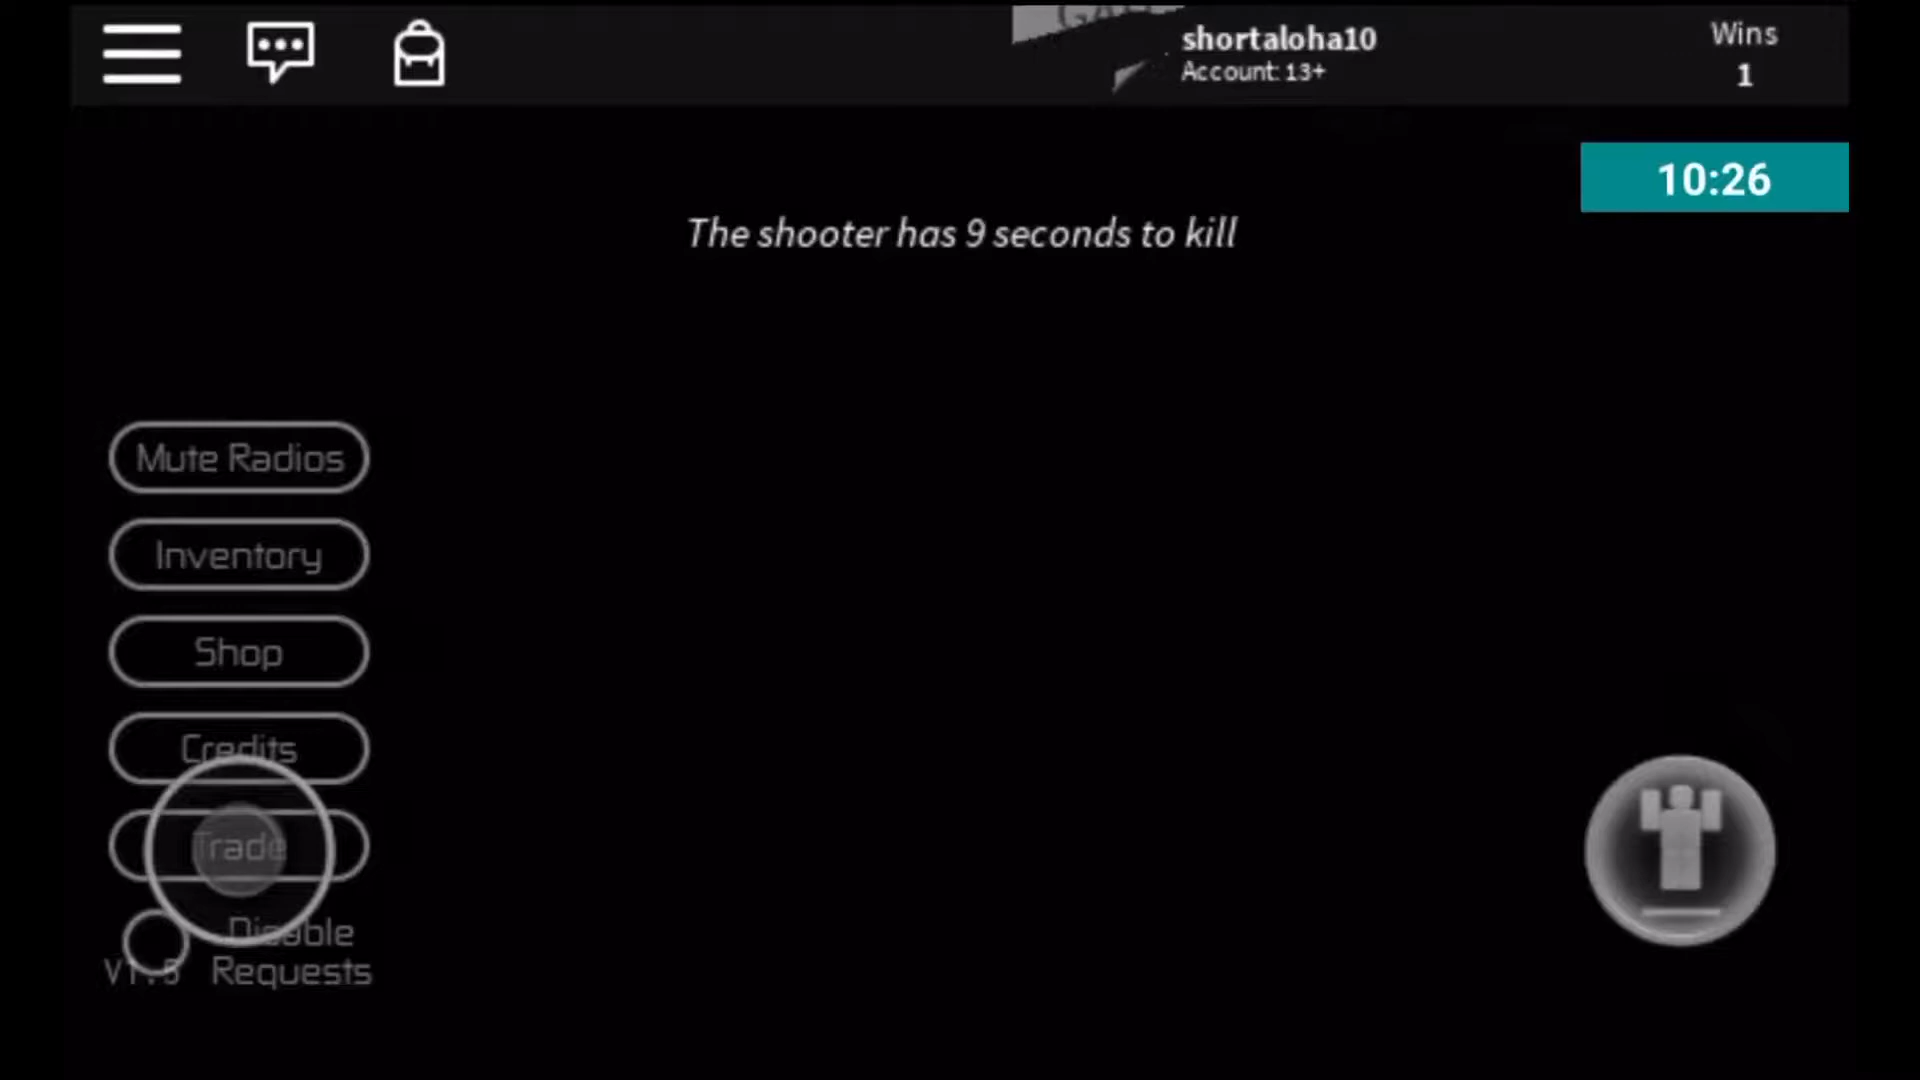 shortaloha10
Account: 13+
Wins
1
10:26
The shooter has 9 seconds to kill
Mute Radios
Inventory
Shop
Credits
Trade
Disable
Requests